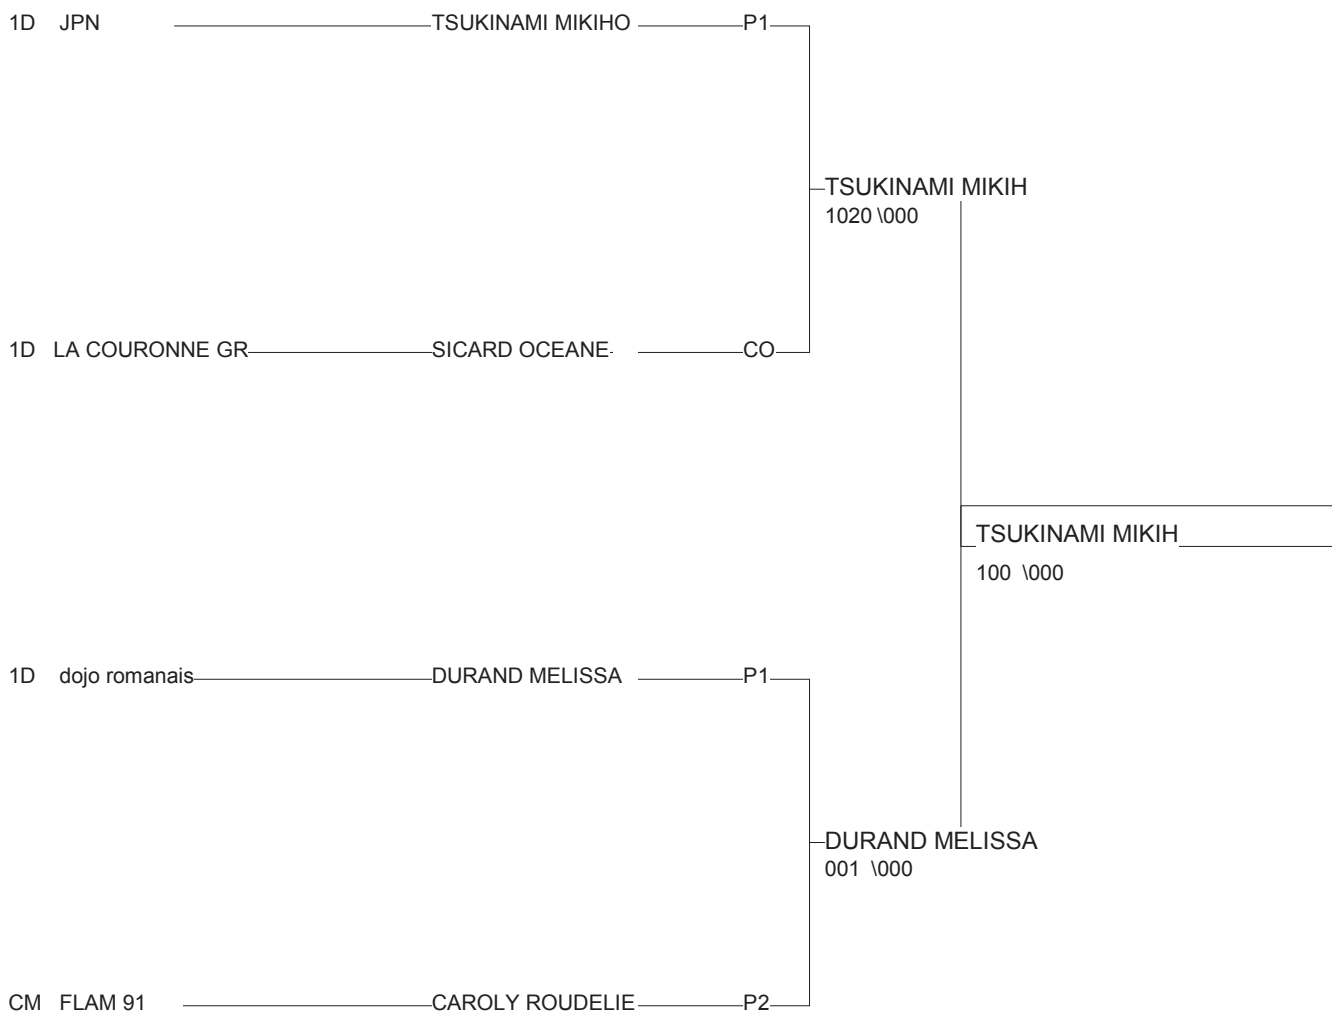 1D JPN TSUKINAMI MIKIHO P1
TSUKINAMI MIKIH
1020 \000
1D LA COURONNE GR SICARD OCEANE CO
TSUKINAMI MIKIH
100 \000
1D dojo romanais DURAND MELISSA P1
DURAND MELISSA
001 \000
CM FLAM 91 CAROLY ROUDELIE P2